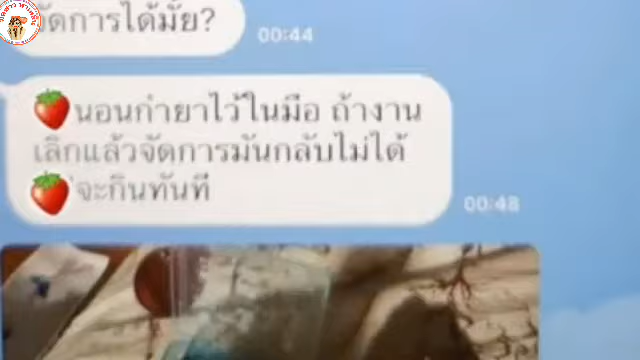 จัดการได้มั้ย?
00:44
นอนกำยาไว้ในมือ ถ้างาน
เลิกแล้วจัดการมันกลับไม่ได้
จะกินทันที
00:48